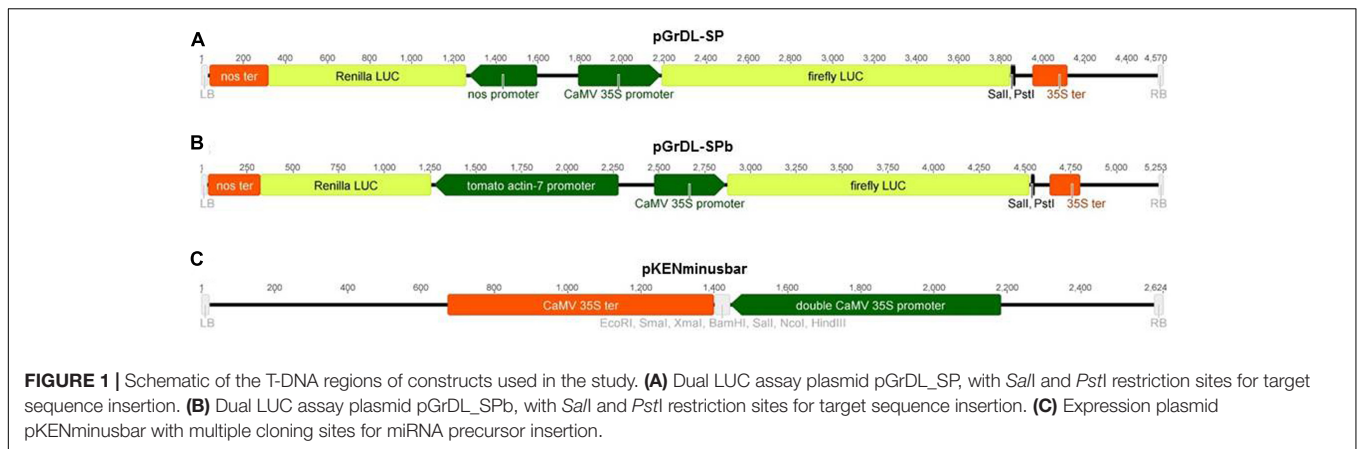 A
pGrDL-SP
1 200 400 600 800 1,000 1,200 1,400 1,600 1,800 2,000 2,200 2,400 2,600 2,800 3,000 3,200 3,400 3,600 3,800 4,000 4,200 4,400 4,570
nos ter Renilla LUC firefly LUC
LB nos promoter CaMV 35S promoter SalI, PstI 35S ter RB
B
pGrDL-SPb
1 250 500 750 1,000 1,250 1,500 1,750 2,000 2,250 2,500 2,750 3,000 3,250 3,500 3,750 4,000 4,250 4,500 4,750 5,000 5,253
nos ter Renilla LUC tomato actin-7 promoter firefly LUC
LB CaMV 35S promoter SalI, PstI 35S ter RB
C
pKENminusbar
1 200 400 600 800 1,000 1,200 1,400 1,600 1,800 2,000 2,200 2,400 2,624
CaMV 35S ter double CaMV 35S promoter
LB EcoRI, SmaI, XmaI, BamHI, SalI, NcoI, HindIII RB
FIGURE 1 | Schematic of the T-DNA regions of constructs used in the study. (A) Dual LUC assay plasmid pGrDL_SP, with SalI and PstI restriction sites for target
sequence insertion. (B) Dual LUC assay plasmid pGrDL_SPb, with SalI and PstI restriction sites for target sequence insertion. (C) Expression plasmid
pKENminusbar with multiple cloning sites for miRNA precursor insertion.